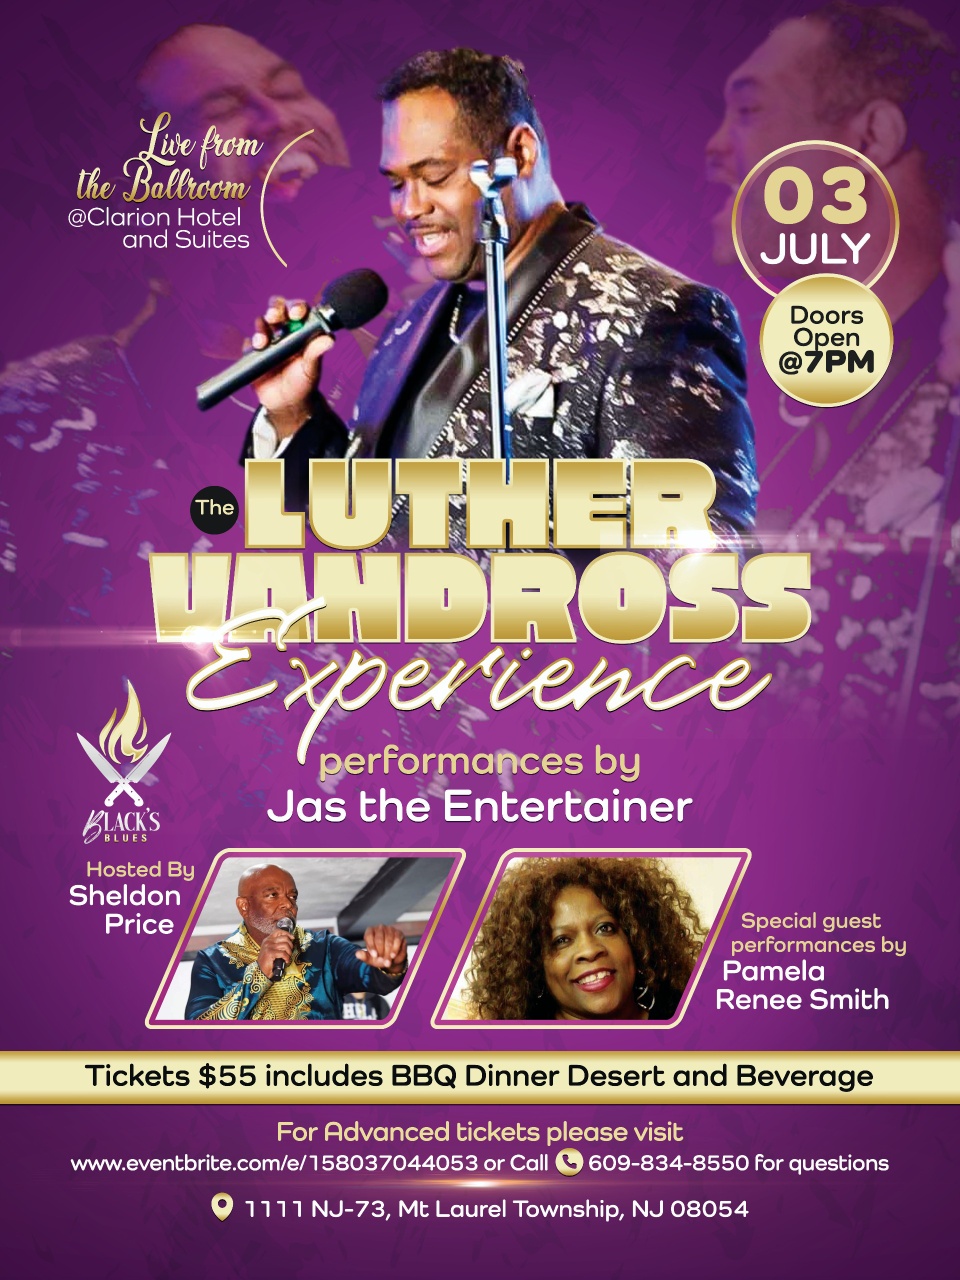 Live from
the Ballroom
@Clarion Hotel
and Suites
03
JULY
Doors
Open
@7PM
The
LUTHER
VANDROSS
Experience
performances by
Jas the Entertainer
BLACK'S
BLUES
Hosted By
Sheldon
Price
Special guest
performances by
Pamela
Renee Smith
Tickets $55 includes BBQ Dinner Desert and Beverage
For Advanced tickets please visit
www.eventbrite.com/e/158037044053 or Call 609-834-8550 for questions
1111 NJ-73, Mt Laurel Township, NJ 08054